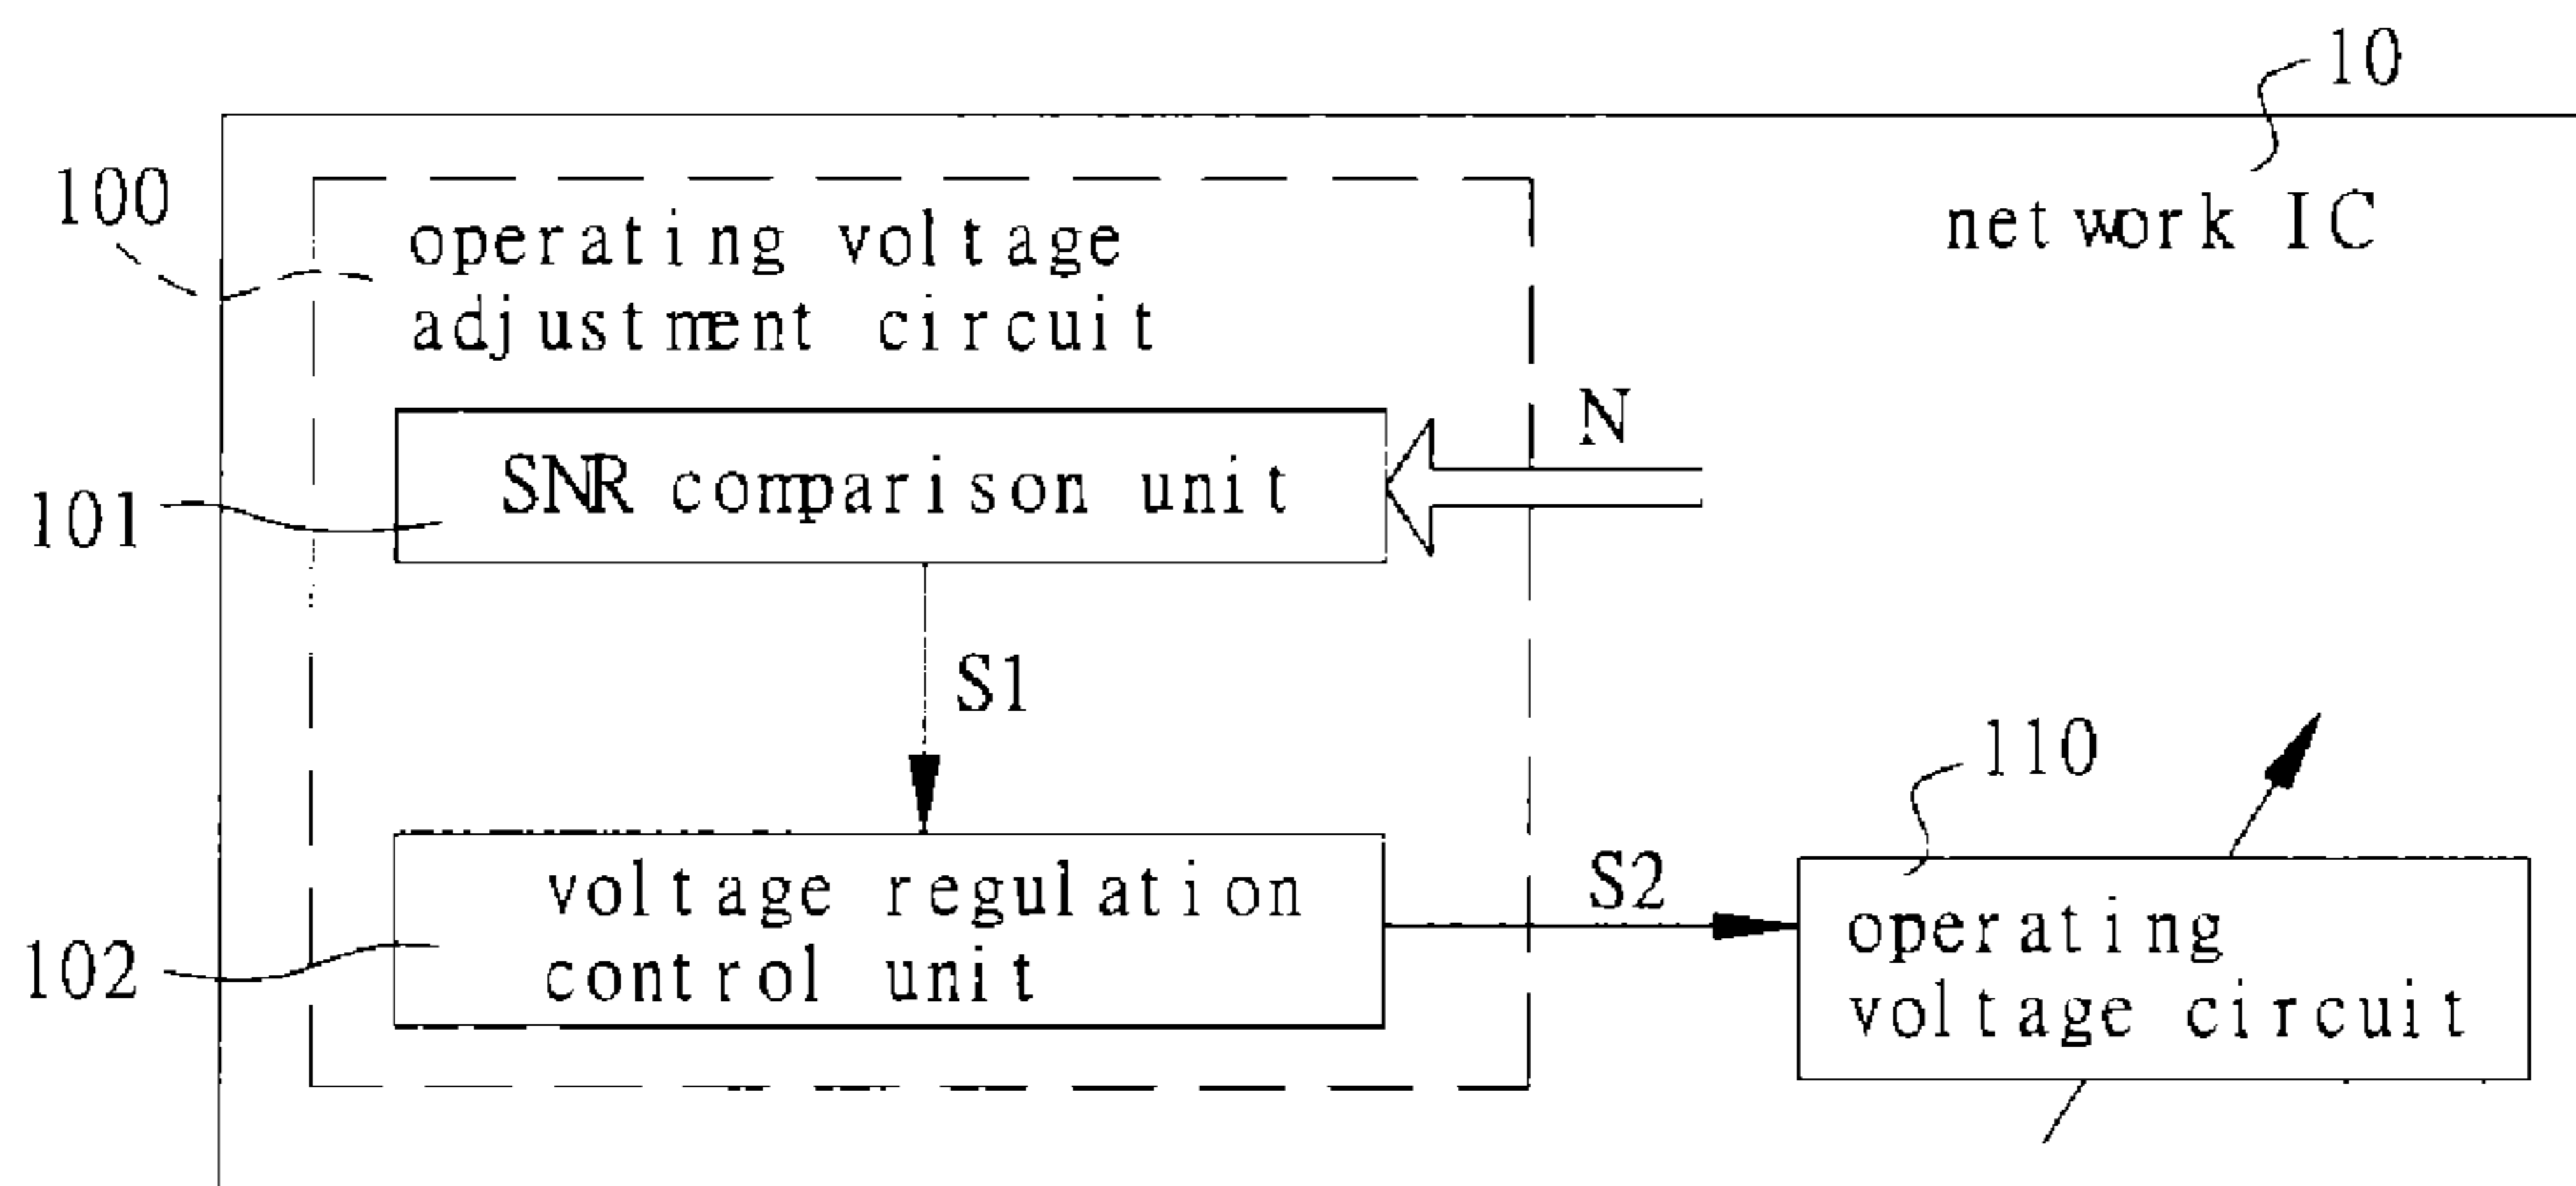 10
network IC
100
operating voltage
adjustment circuit
N
SNR comparison unit
101
S1
110
voltage regulation
control unit
102
S2
operating
voltage circuit